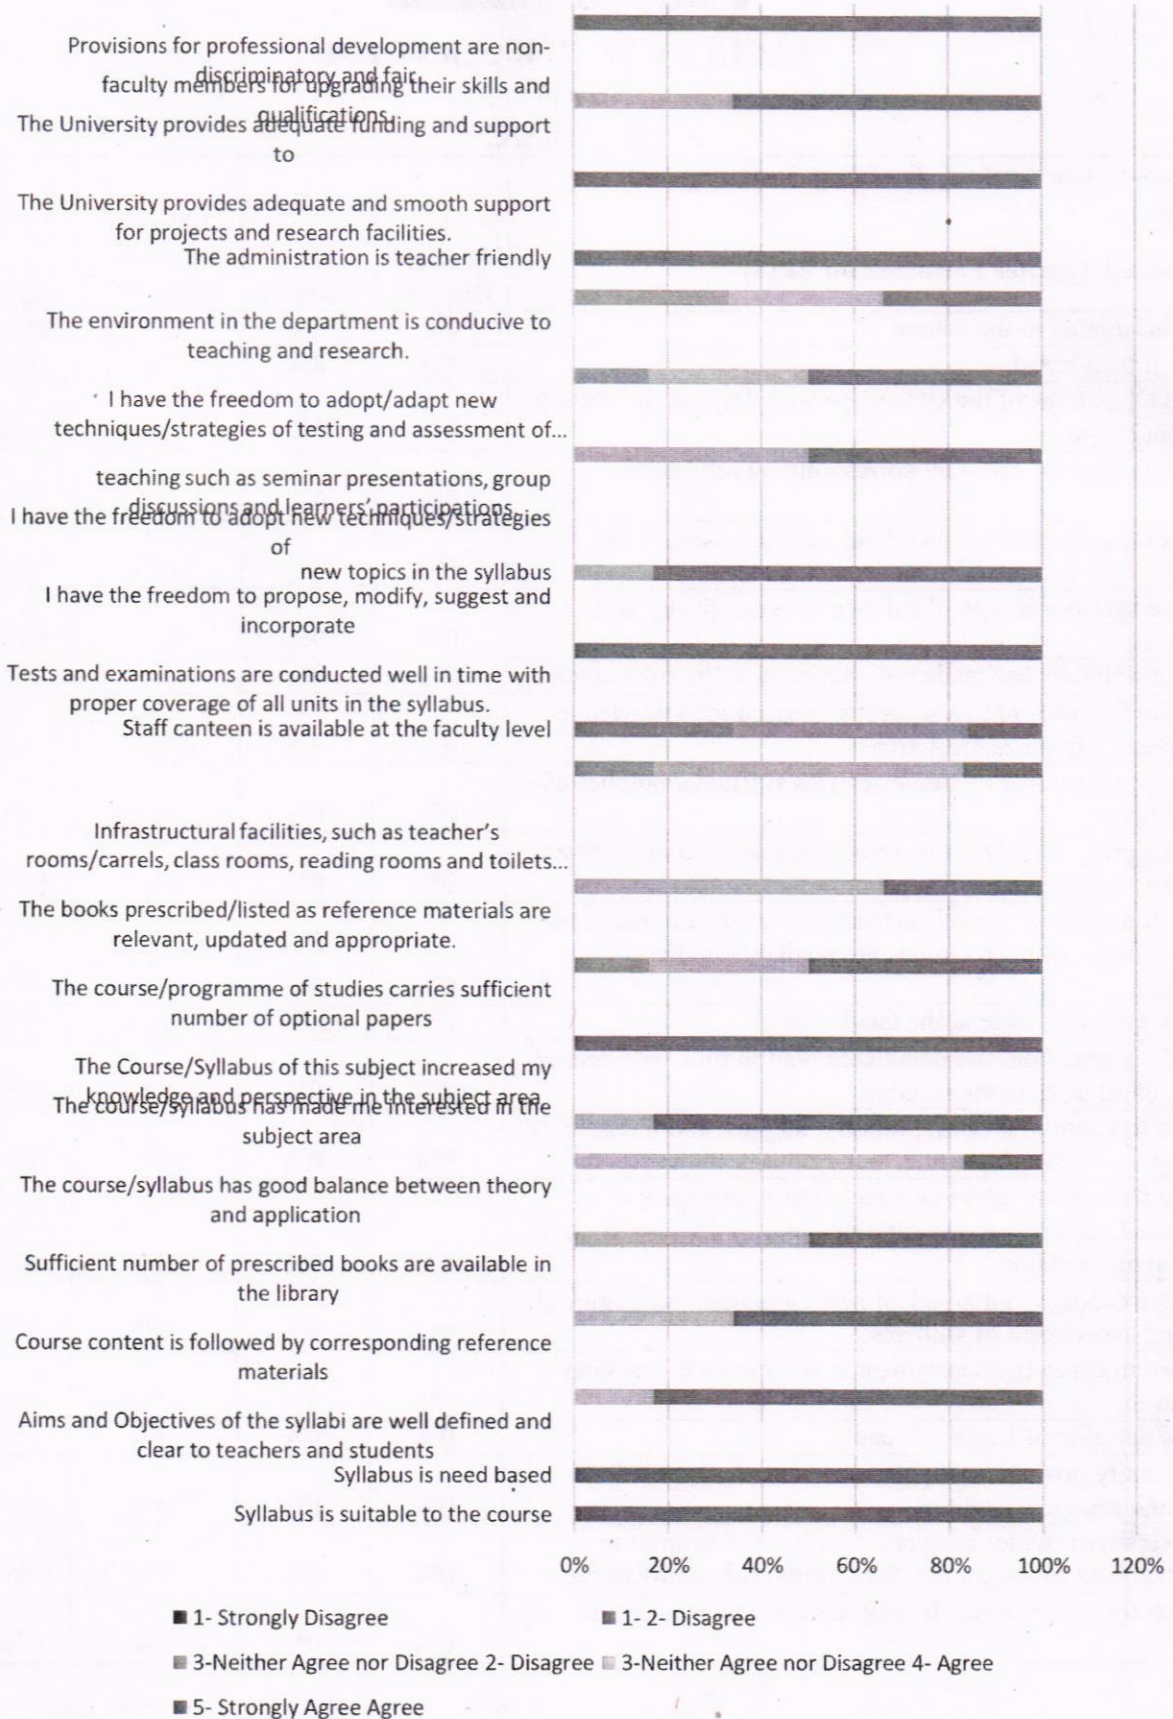 Provisions for professional development are non-
discriminatory and fair.
faculty members for upgrading their skills and
qualifications.
The University provides adequate funding and support
to
The University provides adequate and smooth support
for projects and research facilities.
The administration is teacher friendly
The environment in the department is conducive to
teaching and research.
I have the freedom to adopt/adapt new
techniques/strategies of testing and assessment of...
teaching such as seminar presentations, group
discussions and learners' participations.
I have the freedom to adopt new techniques/strategies
of
new topics in the syllabus
I have the freedom to propose, modify, suggest and
incorporate
Tests and examinations are conducted well in time with
proper coverage of all units in the syllabus.
Staff canteen is available at the faculty level
Infrastructural facilities, such as teacher's
rooms/carrels, class rooms, reading rooms and toilets...
The books prescribed/listed as reference materials are
relevant, updated and appropriate.
The course/programme of studies carries sufficient
number of optional papers
The Course/Syllabus of this subject increased my
knowledge and perspective in the subject area
The course/syllabus has made me interested in the
subject area
The course/syllabus has good balance between theory
and application
Sufficient number of prescribed books are available in
the library
Course content is followed by corresponding reference
materials
Aims and Objectives of the syllabi are well defined and
clear to teachers and students
Syllabus is need based
Syllabus is suitable to the course
0% 20% 40% 60% 80% 100% 120%
1- Strongly Disagree 1- 2- Disagree
3-Neither Agree nor Disagree 2- Disagree 3-Neither Agree nor Disagree 4- Agree
5- Strongly Agree Agree